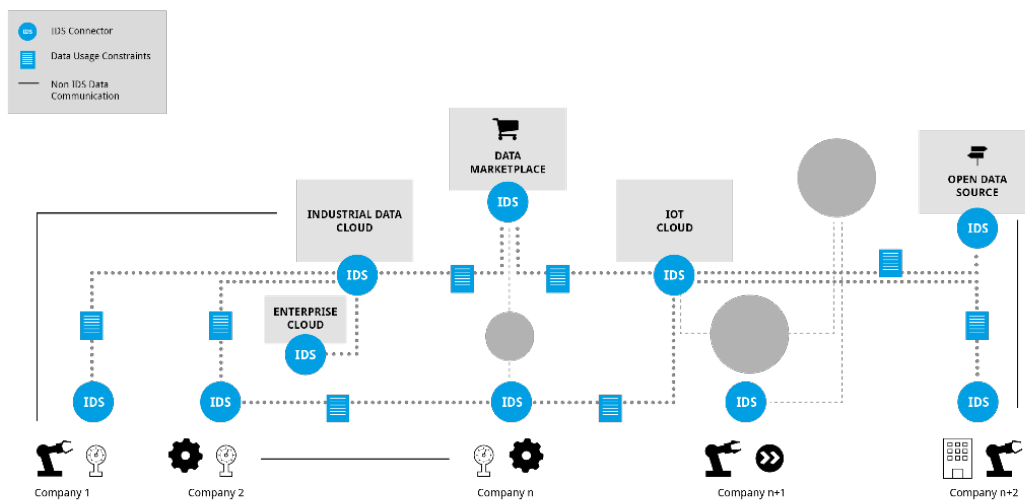 IDS
IDS Connector
Data Usage Constraints
Non IDS Data
Communication
DATA
MARKETPLACE
IDS
OPEN DATA
SOURCE
IDS
INDUSTRIAL DATA
CLOUD
IDS
IOT
CLOUD
IDS
ENTERPRISE
CLOUD
IDS
IDS
IDS
IDS
IDS
IDS
Company 1
Company 2
Company n
Company n+1
Company n+2